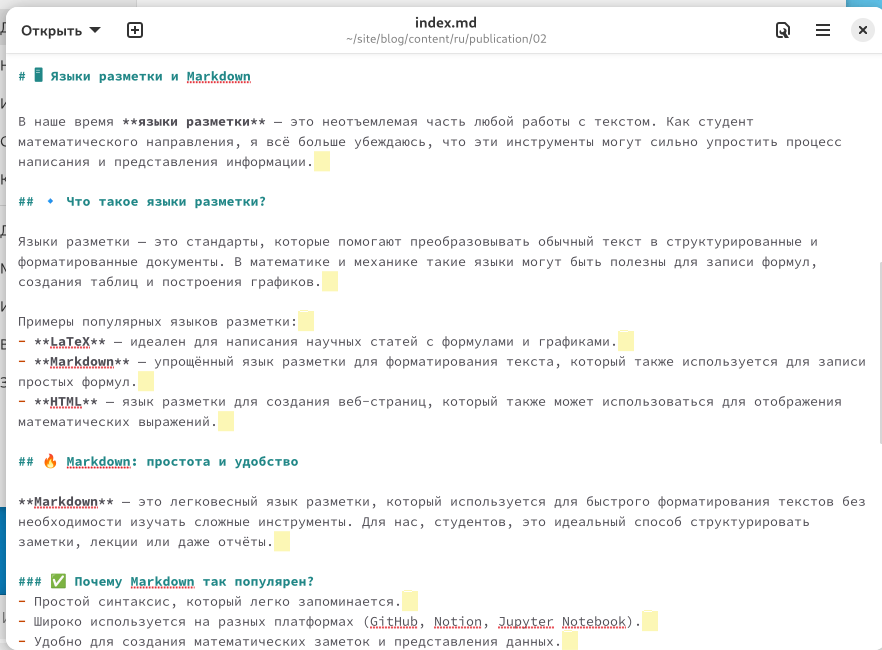 Открыть
index.md
~/site/blog/content/ru/publication/02
# 🖥 Языки разметки и Markdown
В наше время **языки разметки** — это неотъемлемая часть любой работы с текстом. Как студент
математического направления, я всё больше убеждаюсь, что эти инструменты могут сильно упростить процесс
написания и представления информации.
## 🔹 Что такое языки разметки?
Языки разметки — это стандарты, которые помогают преобразовывать обычный текст в структурированные и
форматированные документы. В математике и механике такие языки могут быть полезны для записи формул,
создания таблиц и построения графиков.
Примеры популярных языков разметки:
- **LaTeX** — идеален для написания научных статей с формулами и графиками.
- **Markdown** — упрощённый язык разметки для форматирования текста, который также используется для записи
простых формул.
- **HTML** — язык разметки для создания веб-страниц, который также может использоваться для отображения
математических выражений.
## 🔥 Markdown: простота и удобство
**Markdown** — это легковесный язык разметки, который используется для быстрого форматирования текстов без
необходимости изучать сложные инструменты. Для нас, студентов, это идеальный способ структурировать
заметки, лекции или даже отчёты.
### ✅ Почему Markdown так популярен?
- Простой синтаксис, который легко запоминается.
- Широко используется на разных платформах (GitHub, Notion, Jupyter Notebook).
- Удобно для создания математических заметок и представления данных.